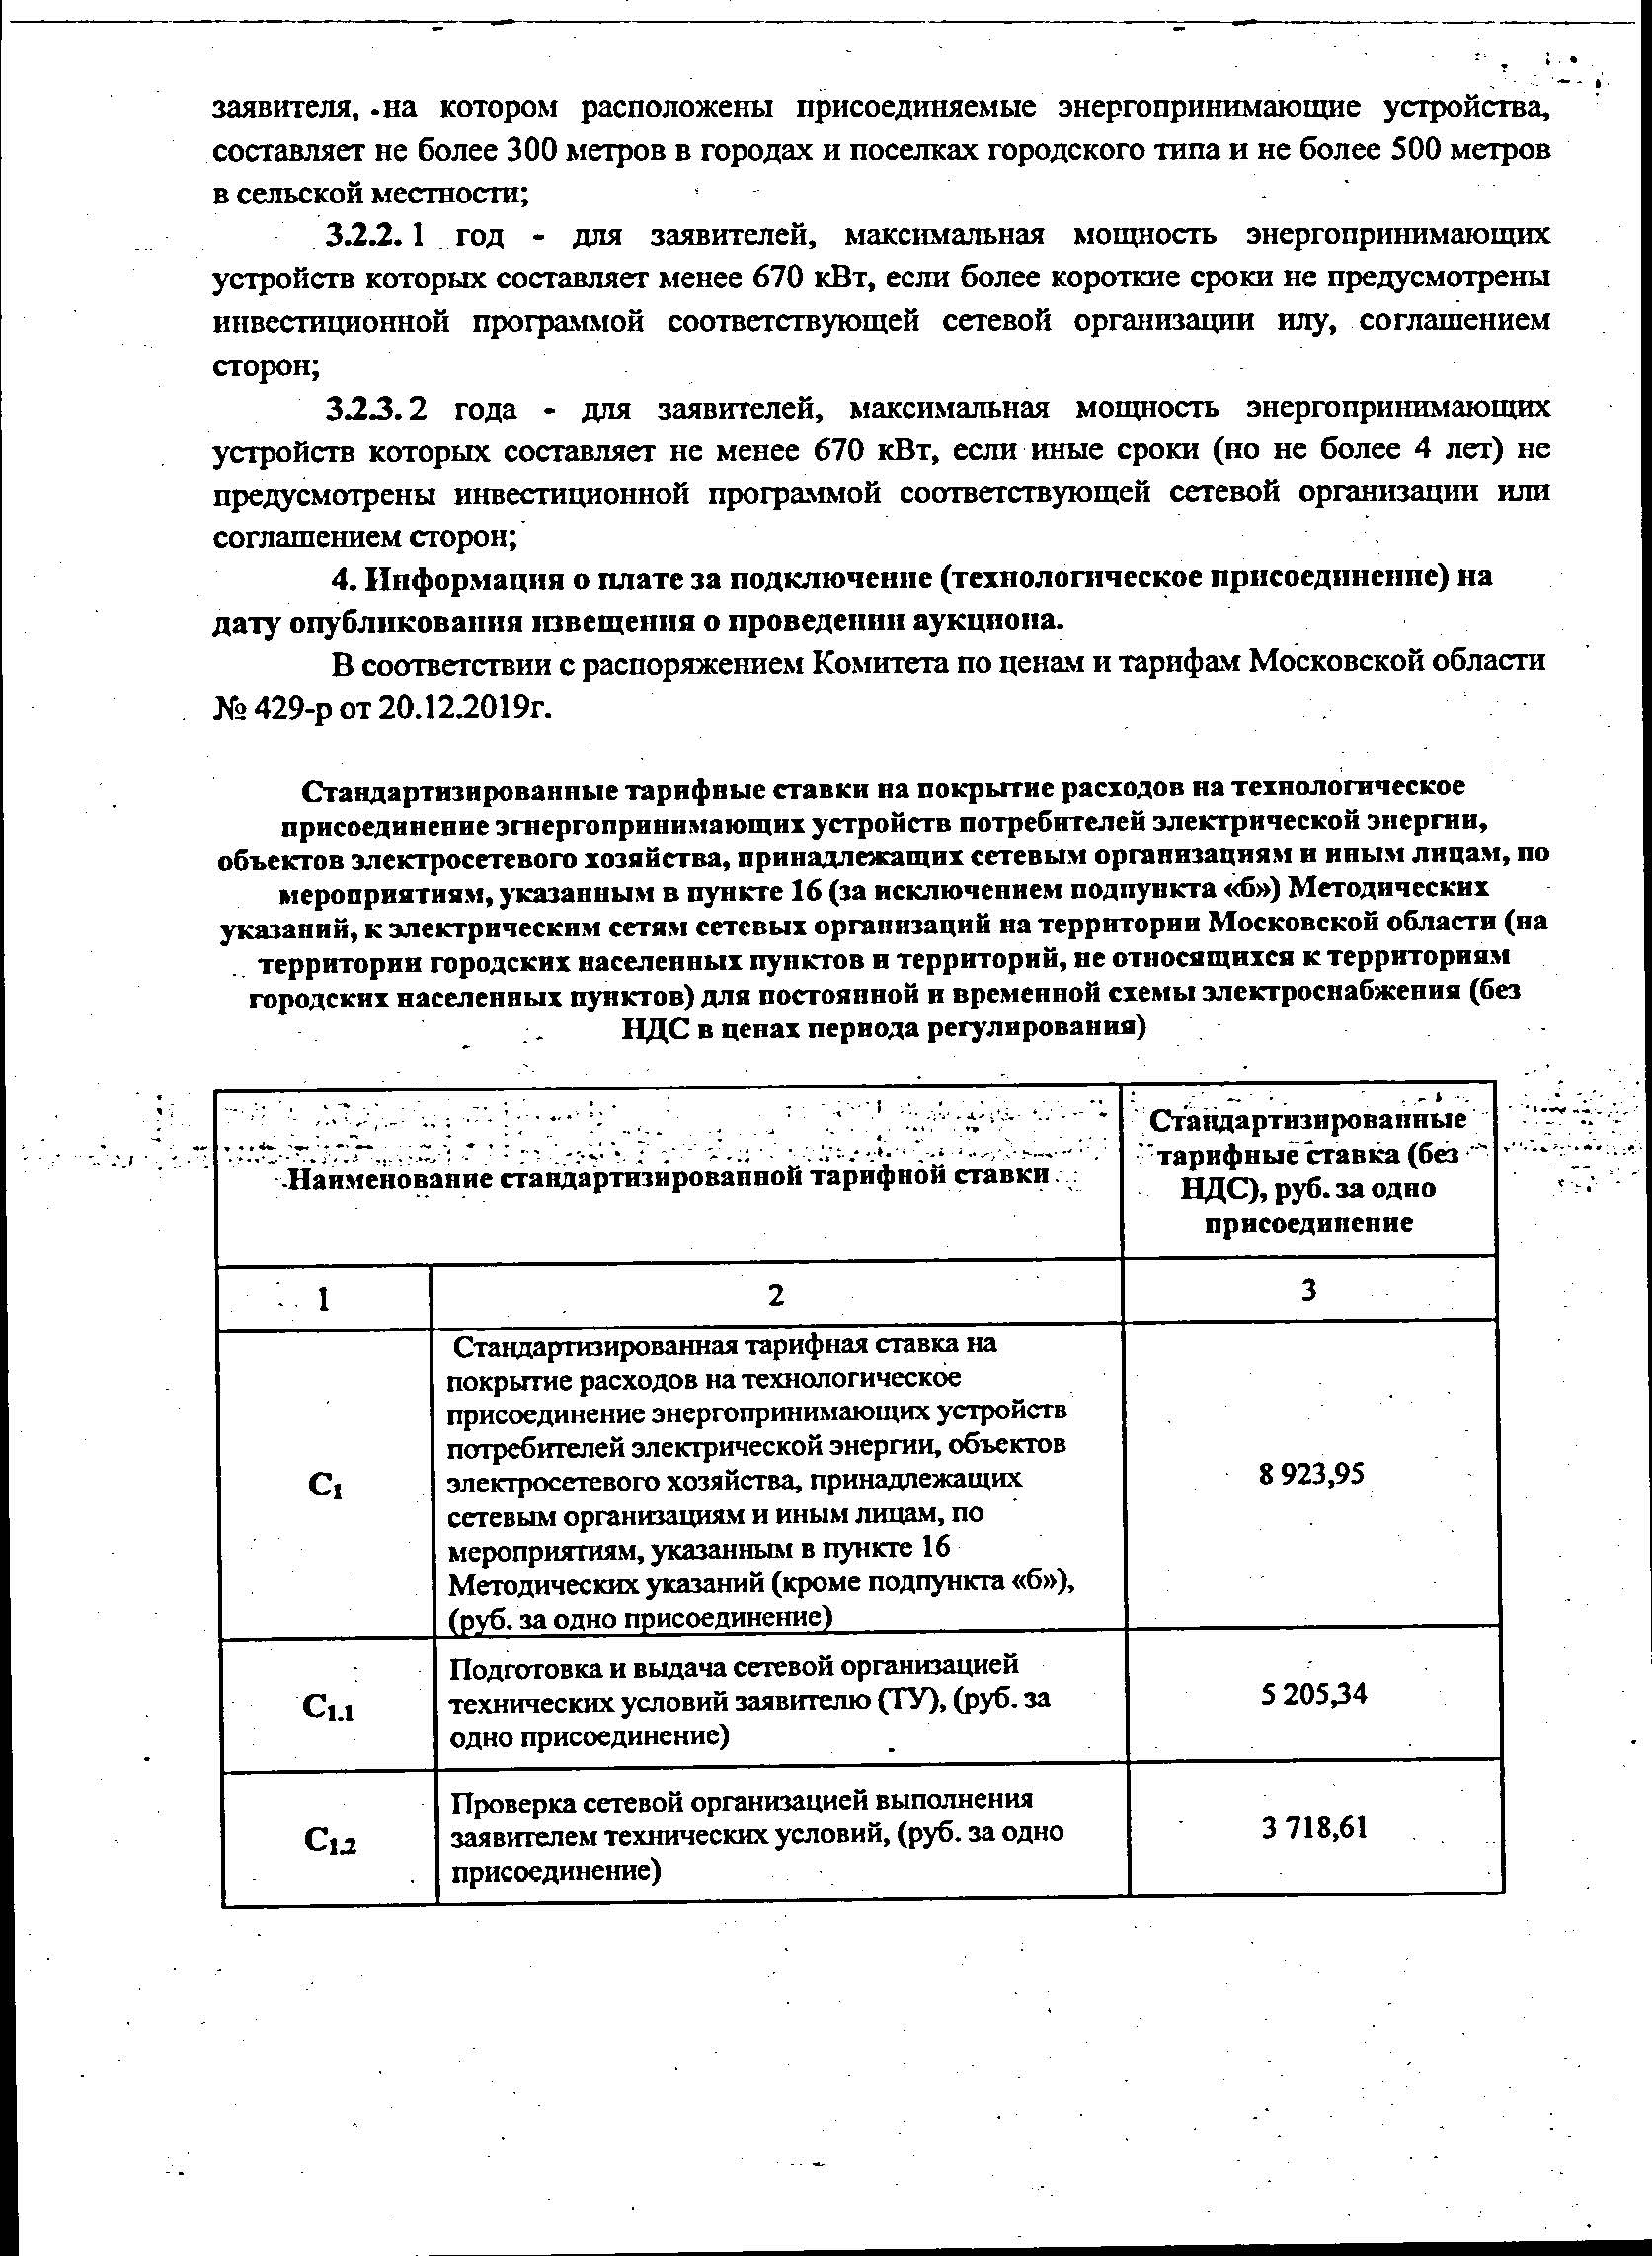 заявителя, на котором расположены присоединяемые энергопринимающие устройства,
составляет не более 300 метров в городах и поселках городского типа и не более 500 метров
в сельской местности;
3.2.2. 1 год - для заявителей, максимальная мощность энергопринимающих
устройств которых составляет менее 670 кВт, если более короткие сроки не предусмотрены
инвестиционной программой соответствующей сетевой организации илу, соглашением
сторон;
3.2.3. 2 года - для заявителей, максимальная мощность энергопринимающих
устройств которых составляет не менее 670 кВт, если иные сроки (но не более 4 лет) не
предусмотрены инвестиционной программой соответствующей сетевой организации или
соглашением сторон;
4. Информация о плате за подключение (технологическое присоединение) на
дату опубликования извещения о проведении аукциона.
В соответствии с распоряжением Комитета по ценам и тарифам Московской области
№ 429-р от 20.12.2019г.
Стандартизированные тарифные ставки на покрытие расходов на технологическое
присоединение эгнергопринимающих устройств потребителей электрической энергии,
объектов электросетевого хозяйства, принадлежащих сетевым организациям и иным лицам, по
мероприятиям, указанным в пункте 16 (за исключением подпункта «б») Методических
указаний, к электрическим сетям сетевых организаций на территории Московской области (на
территории городских населенных пунктов и территорий, не относящихся к территориям
городских населенных пунктов) для постоянной и временной схемы электроснабжения (без
НДС в ценах периода регулирования)
Наименование стандартизированной тарифной ставки
Стандартизированные
тарифные ставка (без
НДС), руб. за одно
присоединение
1
2
3
C1
Стандартизированная тарифная ставка на
покрытие расходов на технологическое
присоединение энергопринимающих устройств
потребителей электрической энергии, объектов
электросетевого хозяйства, принадлежащих
сетевым организациям и иным лицам, по
мероприятиям, указанным в пункте 16
Методических указаний (кроме подпункта «б»),
(руб. за одно присоединение)
8 923,95
C1.1
Подготовка и выдача сетевой организацией
технических условий заявителю (ТУ), (руб. за
одно присоединение)
5 205,34
C1.2
Проверка сетевой организацией выполнения
заявителем технических условий, (руб. за одно
присоединение)
3 718,61